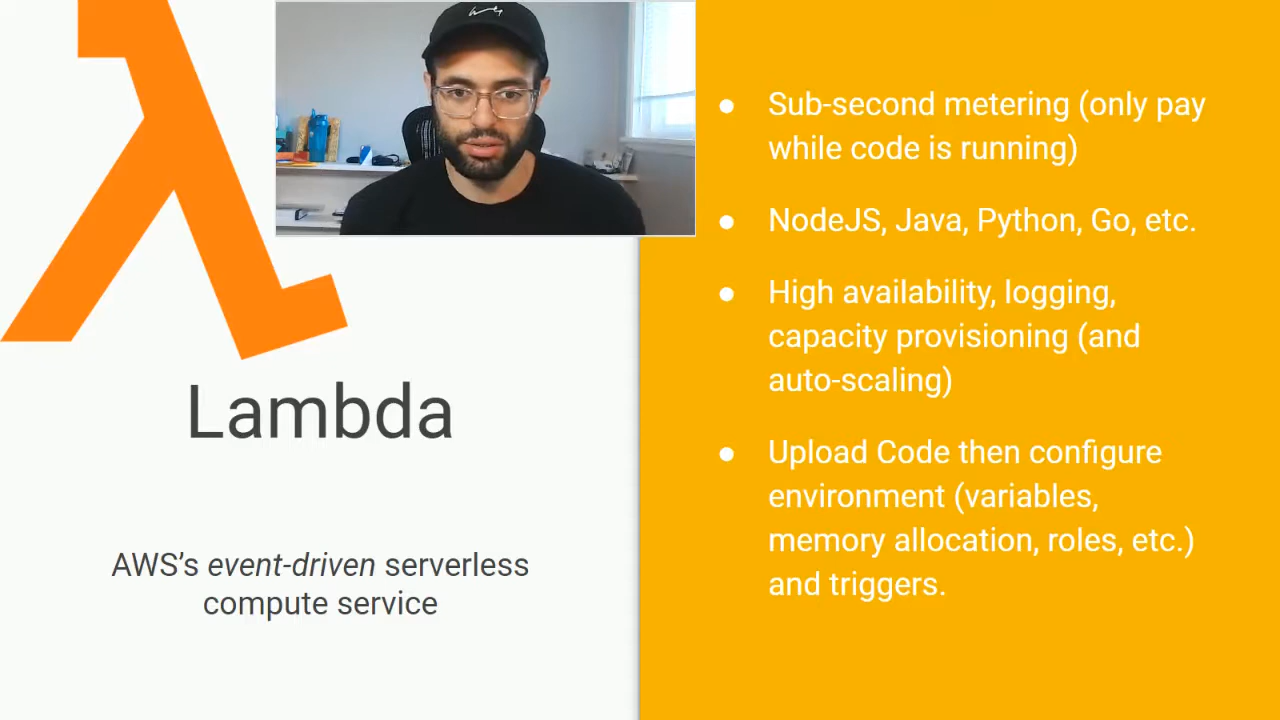 Lambda
AWS's event-driven serverless
compute service
● Sub-second metering (only pay
while code is running)
● NodeJS, Java, Python, Go, etc.
● High availability, logging,
capacity provisioning (and
auto-scaling)
● Upload Code then configure
environment (variables,
memory allocation, roles, etc.)
and triggers.